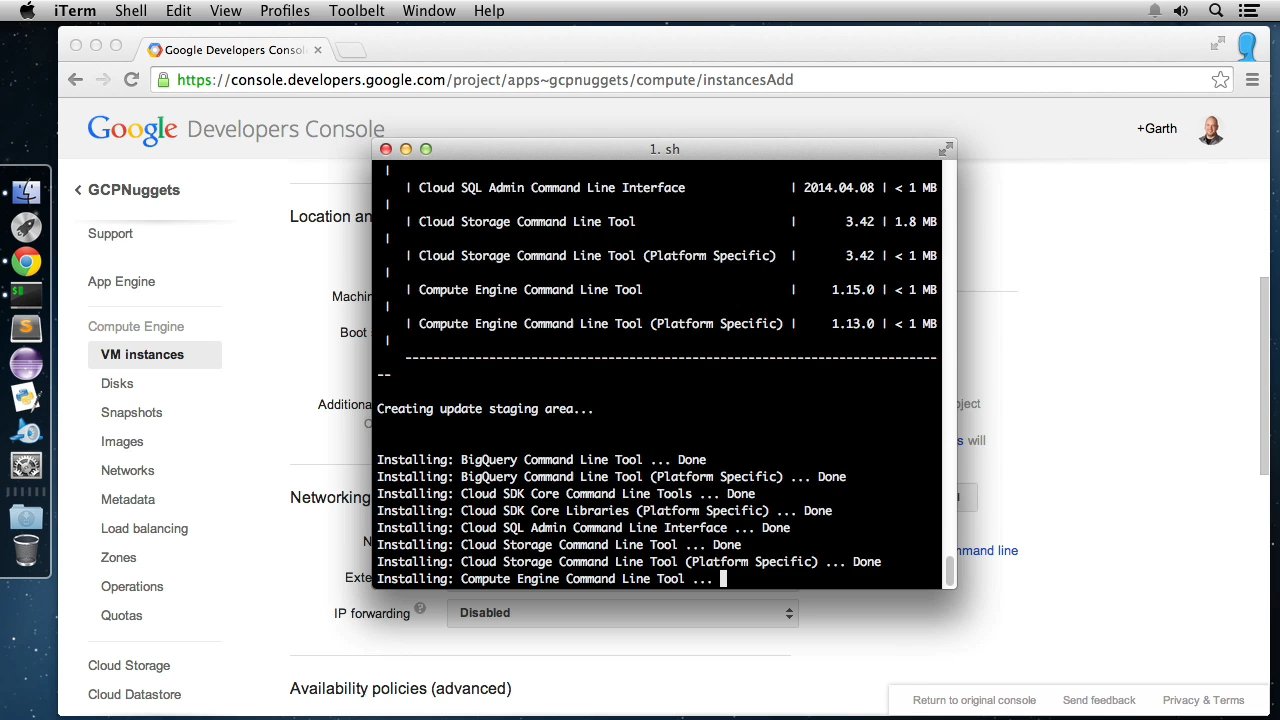 iTerm Shell Edit View Profiles Toolbelt Window Help
Google Developers Conso
https://console.developers.google.com/project/apps~gcpnuggets/compute/instancesAdd
Google Developers Console
+Garth
GCPNuggets
Support
App Engine
Compute Engine
VM instances
Disks
Snapshots
Images
Networks
Metadata
Load balancing
Zones
Operations
Quotas
Cloud Storage
Cloud Datastore
Location an
Machin
Boot
Additiona
Networking
N
Exte
IP forwarding ? Disabled
Availability policies (advanced)
1. sh
|
| Cloud SQL Admin Command Line Interface | 2014.04.08 | < 1 MB
|
| Cloud Storage Command Line Tool | 3.42 | 1.8 MB
|
| Cloud Storage Command Line Tool (Platform Specific) | 3.42 | < 1 MB
|
| Compute Engine Command Line Tool | 1.15.0 | < 1 MB
|
| Compute Engine Command Line Tool (Platform Specific) | 1.13.0 | < 1 MB
|
----------------------------------------------------------------------------
--
Creating update staging area...
Installing: BigQuery Command Line Tool ... Done
Installing: BigQuery Command Line Tool (Platform Specific) ... Done
Installing: Cloud SDK Core Command Line Tools ... Done
Installing: Cloud SDK Core Libraries (Platform Specific) ... Done
Installing: Cloud SQL Admin Command Line Interface ... Done
Installing: Cloud Storage Command Line Tool ... Done
Installing: Cloud Storage Command Line Tool (Platform Specific) ... Done
Installing: Compute Engine Command Line Tool ...
oject
s will
mmand line
Return to original console Send feedback Privacy & Terms